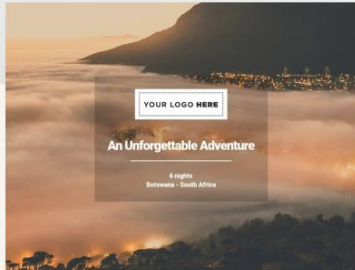 YOUR LOGO HERE
An Unforgettable Adventure
6 nights
Botswana - South Africa